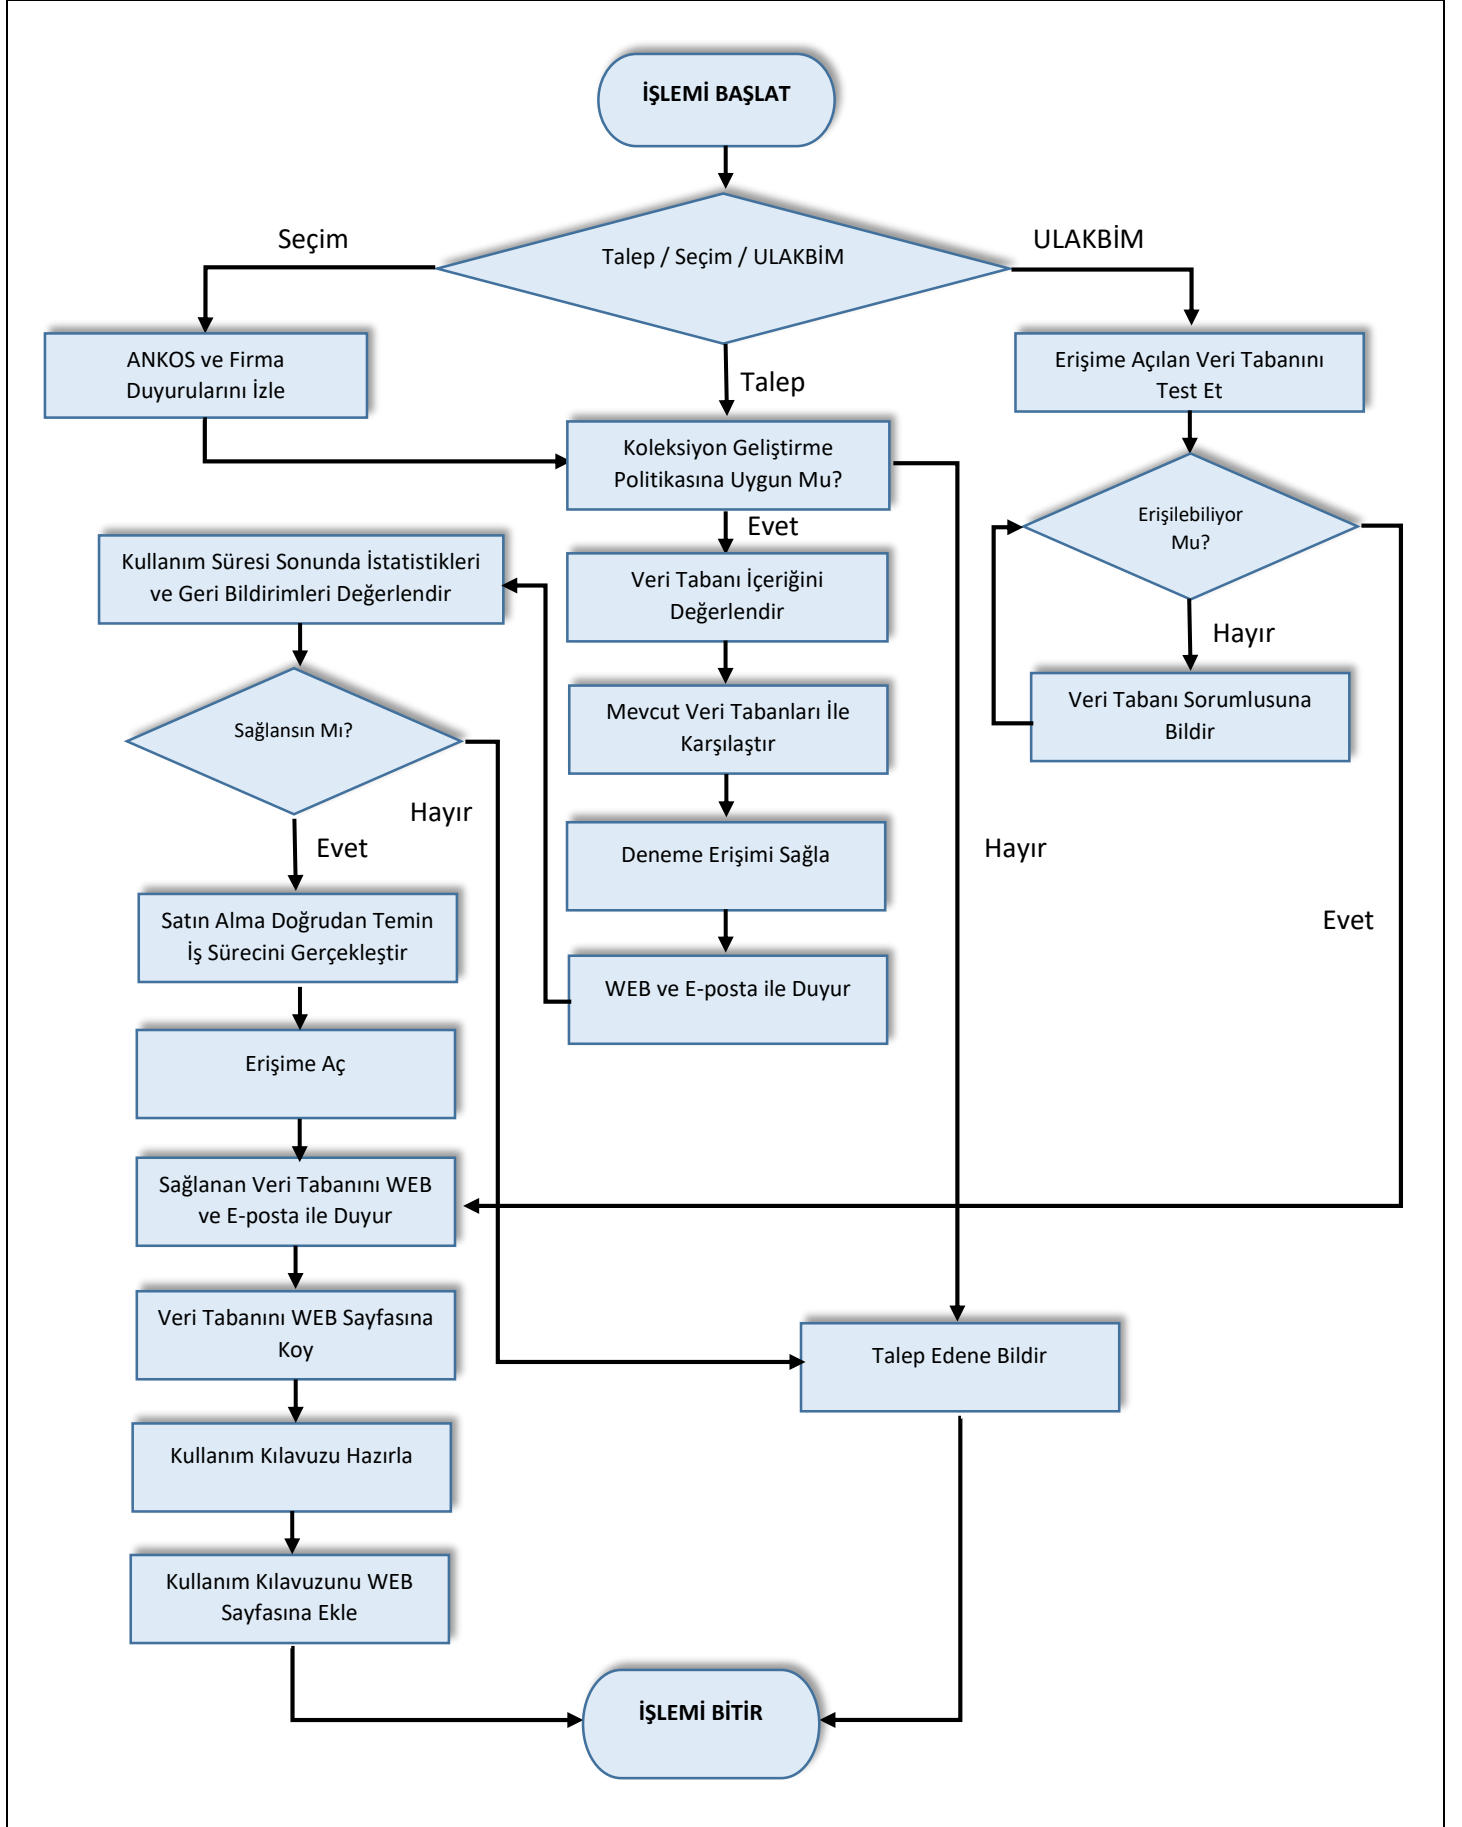 İŞLEMİ BAŞLAT
Talep / Seçim / ULAKBİM
Seçim
ULAKBİM
ANKOS ve Firma
Duyurularını İzle
Erişime Açılan Veri Tabanını
Test Et
Talep
Koleksiyon Geliştirme
Politikasına Uygun Mu?
Evet
Erişilebiliyor
Mu?
Kullanım Süresi Sonunda İstatistikleri
ve Geri Bildirimleri Değerlendir
Veri Tabanı İçeriğini
Değerlendir
Hayır
Mevcut Veri Tabanları İle
Karşılaştır
Veri Tabanı Sorumlusuna
Bildir
Sağlansın Mı?
Hayır
Evet
Deneme Erişimi Sağla
Hayır
Evet
Satın Alma Doğrudan Temin
İş Sürecini Gerçekleştir
WEB ve E-posta ile Duyur
Erişime Aç
Sağlanan Veri Tabanını WEB
ve E-posta ile Duyur
Veri Tabanını WEB Sayfasına
Koy
Talep Edene Bildir
Kullanım Kılavuzu Hazırla
Kullanım Kılavuzunu WEB
Sayfasına Ekle
İŞLEMİ BİTİR